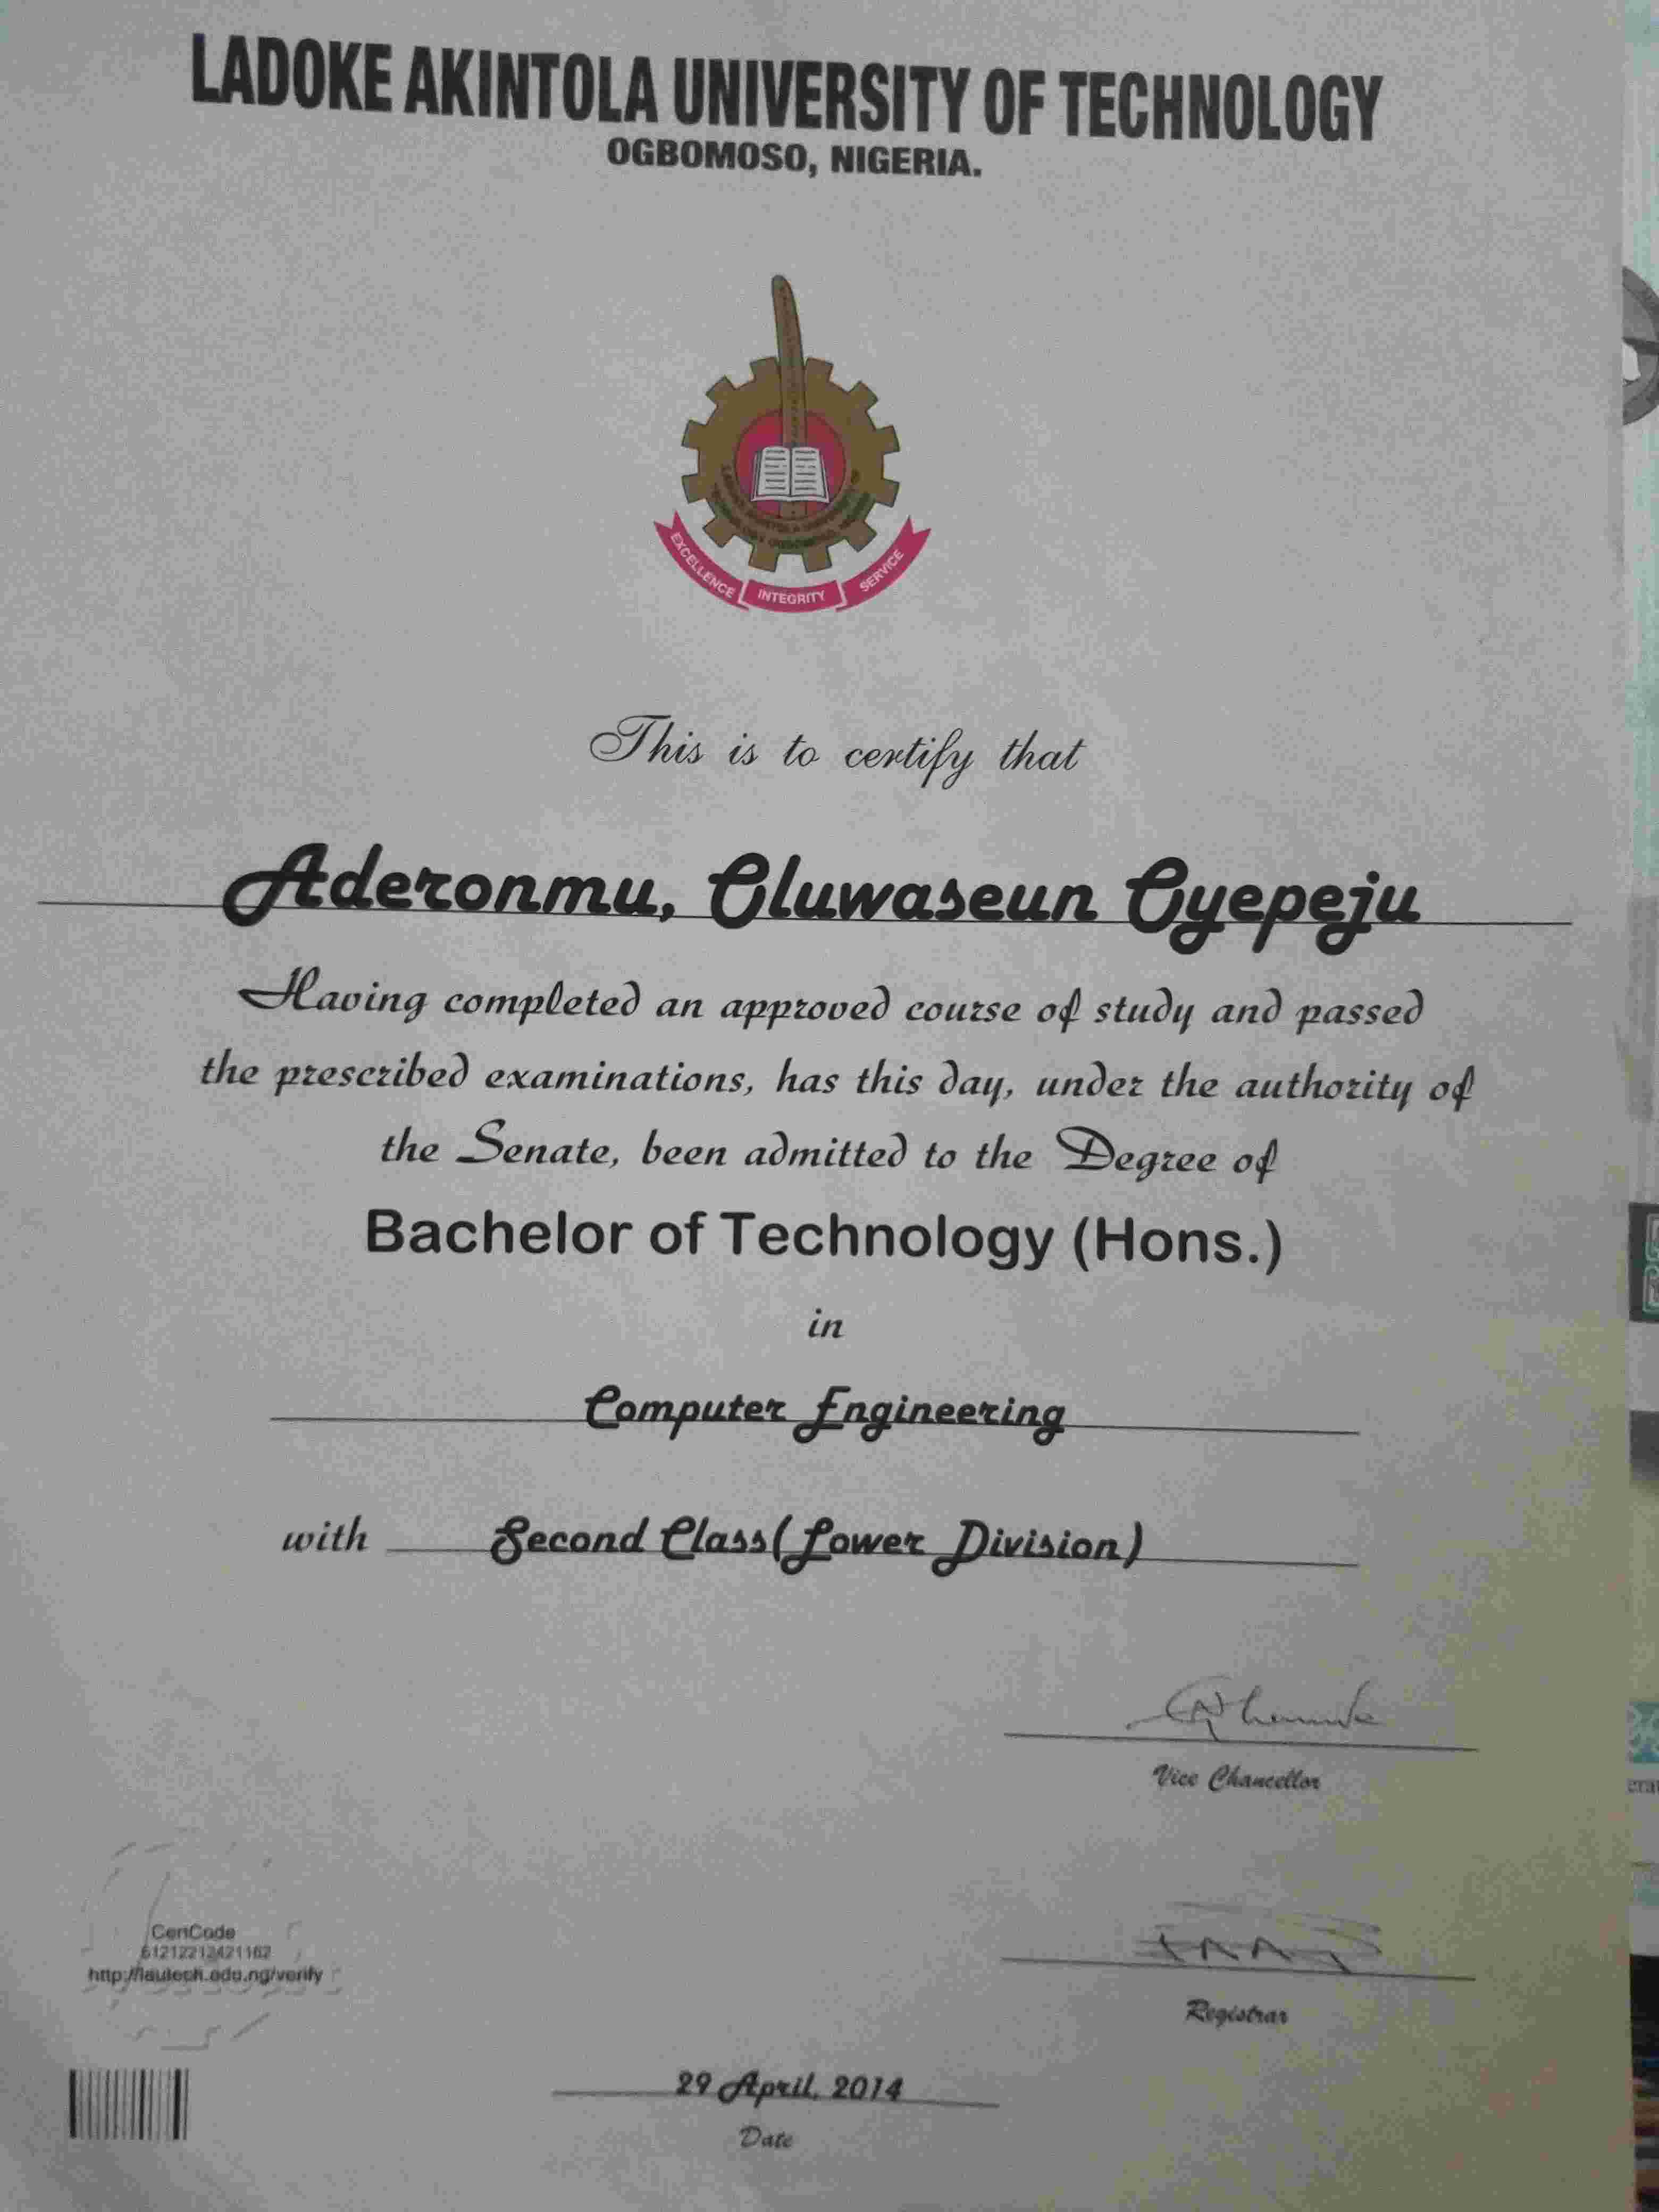 LADOKE AKINTOLA UNIVERSITY OF TECHNOLOGY
OGBOMOSO, NIGERIA.
EXCELLENCE INTEGRITY SERVICE
This is to certify that
Aderonmu, Oluwaseun Oyepeju
Having completed an approved course of study and passed
the prescribed examinations, has this day, under the authority of
the Senate, been admitted to the Degree of
Bachelor of Technology (Hons.)
in
Computer Engineering
with Second Class (Lower Division)
Vice Chancellor
CertCode
61212212421162
http://lautech.edu.ng/verify
Registrar
29 April, 2014
Date